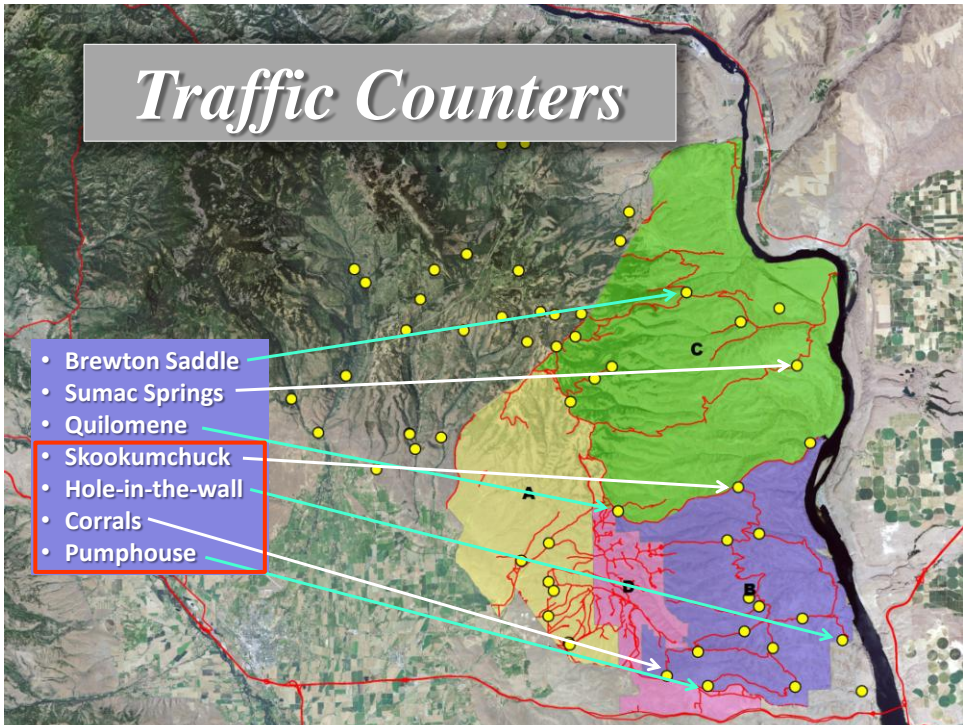 Traffic Counters
• Brewton Saddle
• Sumac Springs
• Quilomene
• Skookumchuck
• Hole-in-the-wall
• Corrals
• Pumphouse
C
A
D
B